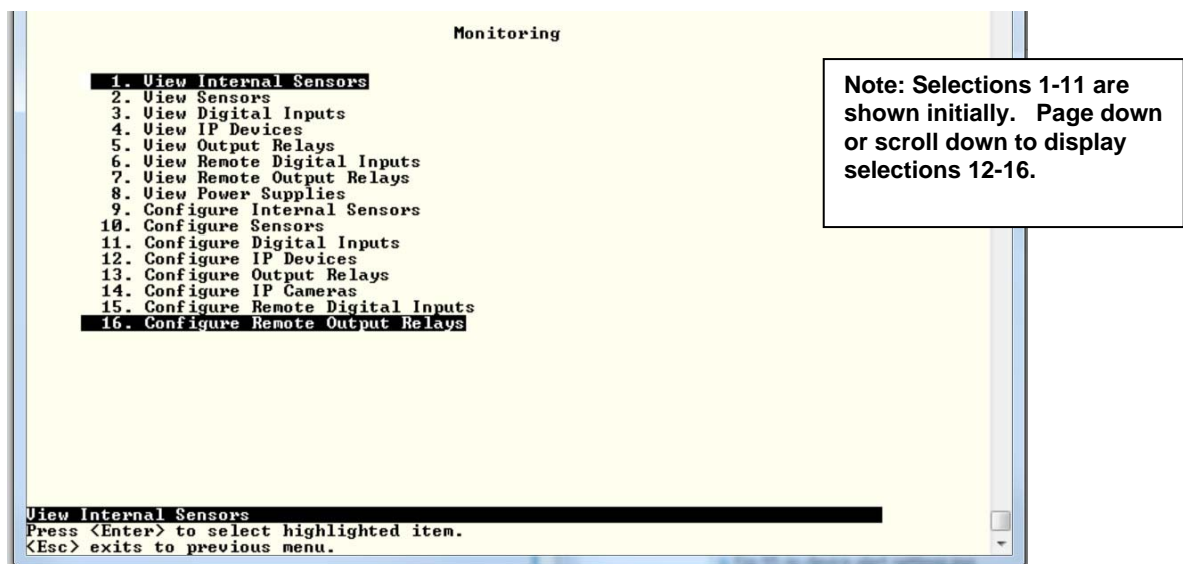 Monitoring
1. View Internal Sensors
2. View Sensors
3. View Digital Inputs
4. View IP Devices
5. View Output Relays
6. View Remote Digital Inputs
7. View Remote Output Relays
8. View Power Supplies
9. Configure Internal Sensors
10. Configure Sensors
11. Configure Digital Inputs
12. Configure IP Devices
13. Configure Output Relays
14. Configure IP Cameras
15. Configure Remote Digital Inputs
16. Configure Remote Output Relays
Note: Selections 1-11 are
shown initially. Page down
or scroll down to display
selections 12-16.
View Internal Sensors
Press <Enter> to select highlighted item.
<Esc> exits to previous menu.